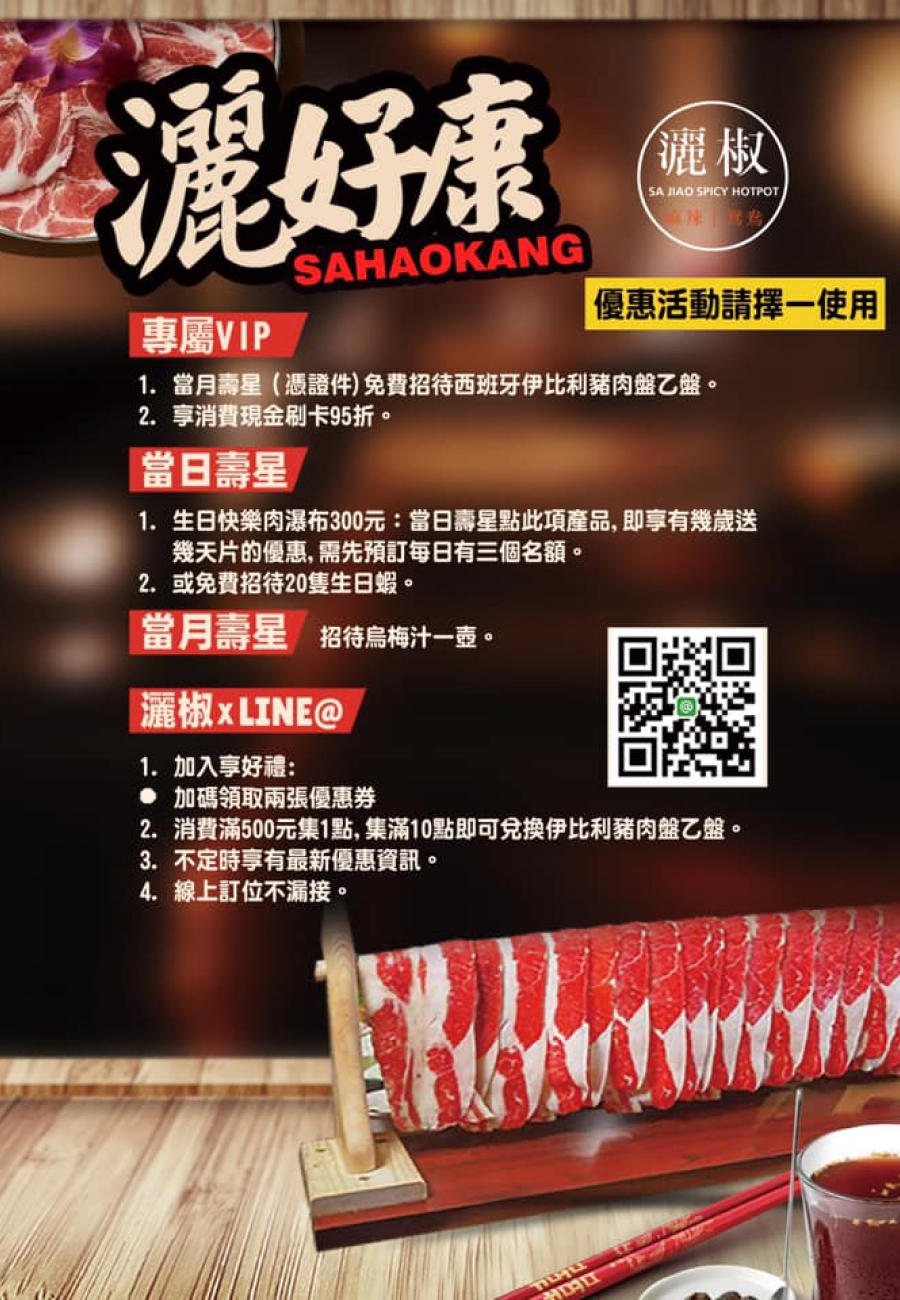 灑好康
SAHAOKANG
灑椒
SA JIAO SPICY HOTPOT
麻辣｜鴛鴦
優惠活動請擇一使用
專屬VIP
1. 當月壽星（憑證件)免費招待西班牙伊比利豬肉盤乙盤。
2. 享消費現金刷卡95折。
當日壽星
1. 生日快樂肉瀑布300元：當日壽星點此項產品,即享有幾歲送
幾天片的優惠,需先預訂每日有三個名額。
2. 或免費招待20隻生日蝦。
當月壽星 招待烏梅汁一壺。
灑椒xLINE@
1. 加入享好禮:
● 加碼領取兩張優惠券
2. 消費滿500元集1點,集滿10點即可兌換伊比利豬肉盤乙盤。
3. 不定時享有最新優惠資訊。
4. 線上訂位不漏接。